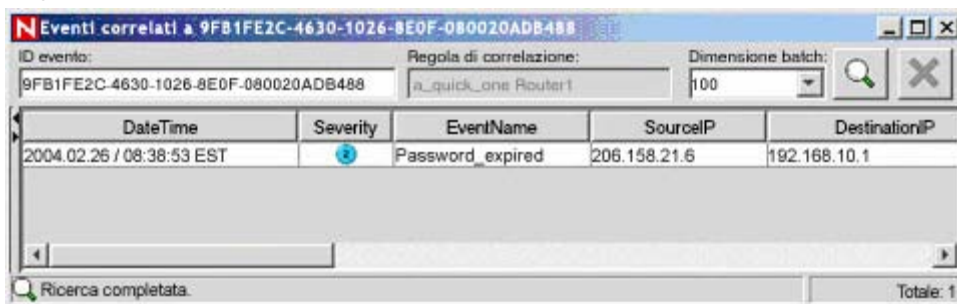 N Eventi correlati a 9FB1FE2C-4630-1026-8E0F-080020ADB488
ID evento: Regola di correlazione: Dimensione batch:
9FB1FE2C-4630-1026-8E0F-080020ADB488 a_quick_one Router1 100
DateTime Severity EventName SourceIP DestinationIP
2004.02.26 / 08:38:53 EST 2 Password_expired 206.158.21.6 192.168.10.1
Ricerca completata. Totale: 1